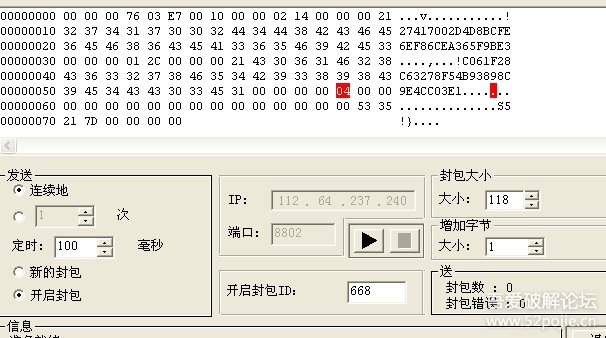 00000000 00 00 00 76 03 E7 00 10 00 00 02 14 00 00 00 21 ...v...........!
00000010 32 37 34 31 37 30 30 32 44 34 44 38 42 43 46 45 27417002D4D8BCFE
00000020 36 45 46 38 36 43 45 41 33 36 35 46 39 42 45 33 6EF86CEA365F9BE3
00000030 00 00 00 01 2C 00 00 00 21 43 30 36 31 46 32 38 ....,...!C061F28
00000040 43 36 33 32 37 38 46 35 34 42 39 33 38 39 38 43 C63278F54B93898C
00000050 39 45 34 43 43 30 33 45 31 00 00 00 00 04 00 00 9E4CC03E1.......
00000060 00 00 00 00 00 00 00 00 00 00 00 00 00 00 53 35 ..............S5
00000070 21 7D 00 00 00 00 !}....
发送
连续地
1 次
定时: 100 毫秒
新的封包
开启封包
IP: 112 . 64 . 237 . 240
端口: 8802
开启封包ID: 668
封包大小
大小: 118
增加字节
大小: 1
送
封包数 : 0
封包错误 : 0
吾爱破解论坛
www.52pojie.cn
信息